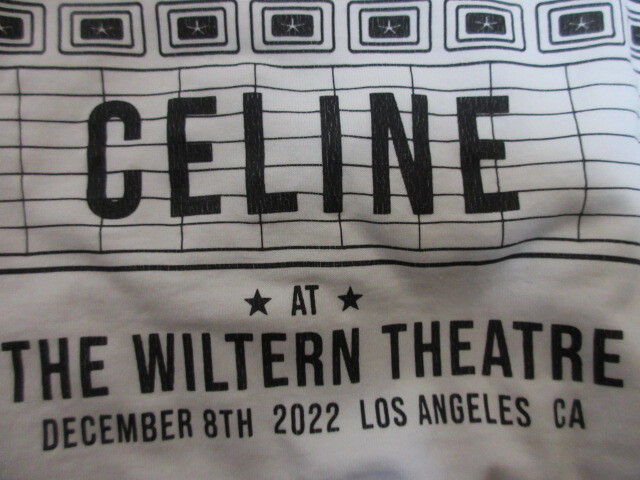 CELINE
★ AT ★
THE WILTERN THEATRE
DECEMBER 8TH 2022 LOS ANGELES CA